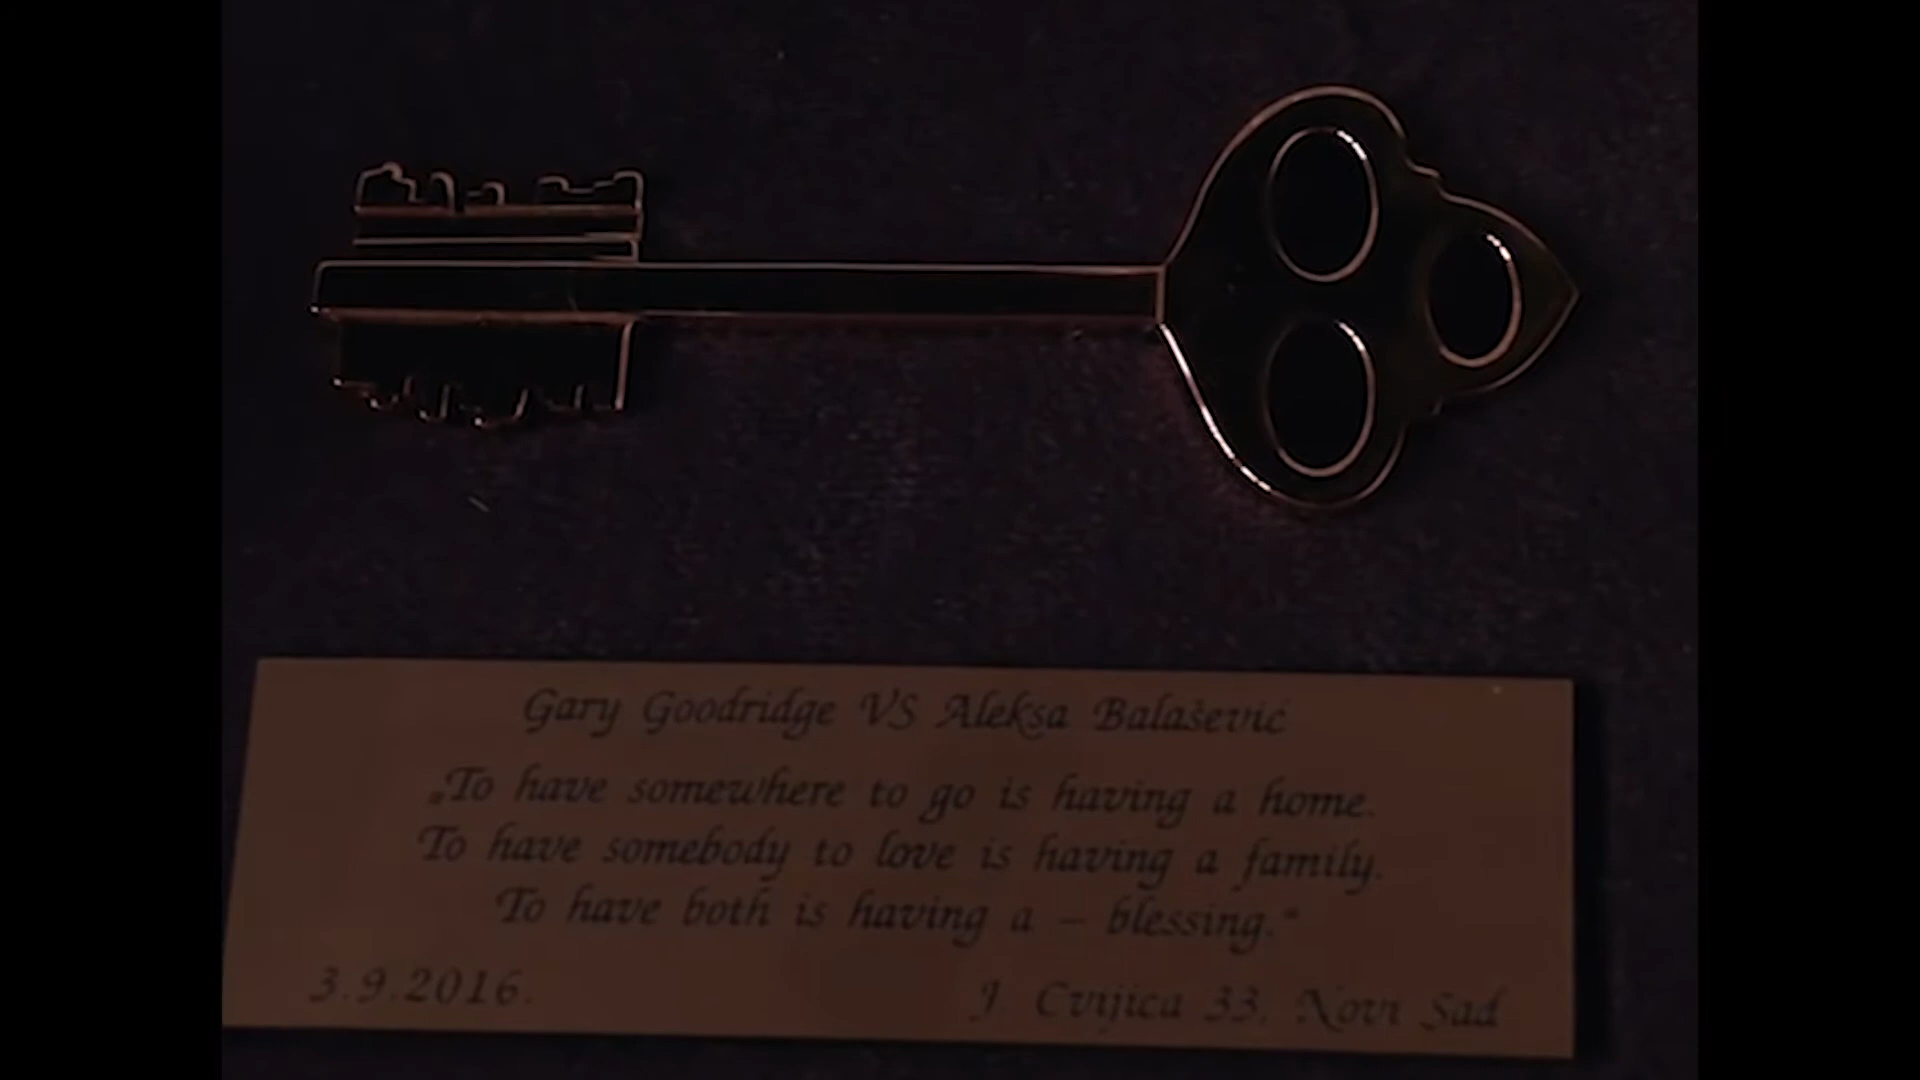 Gary Goodridge VS Aleksa Balašević
„To have somewhere to go is having a home.
To have somebody to love is having a family.
To have both is having a – blessing.“
3.9.2016. J. Cvijica 33, Novi Sad